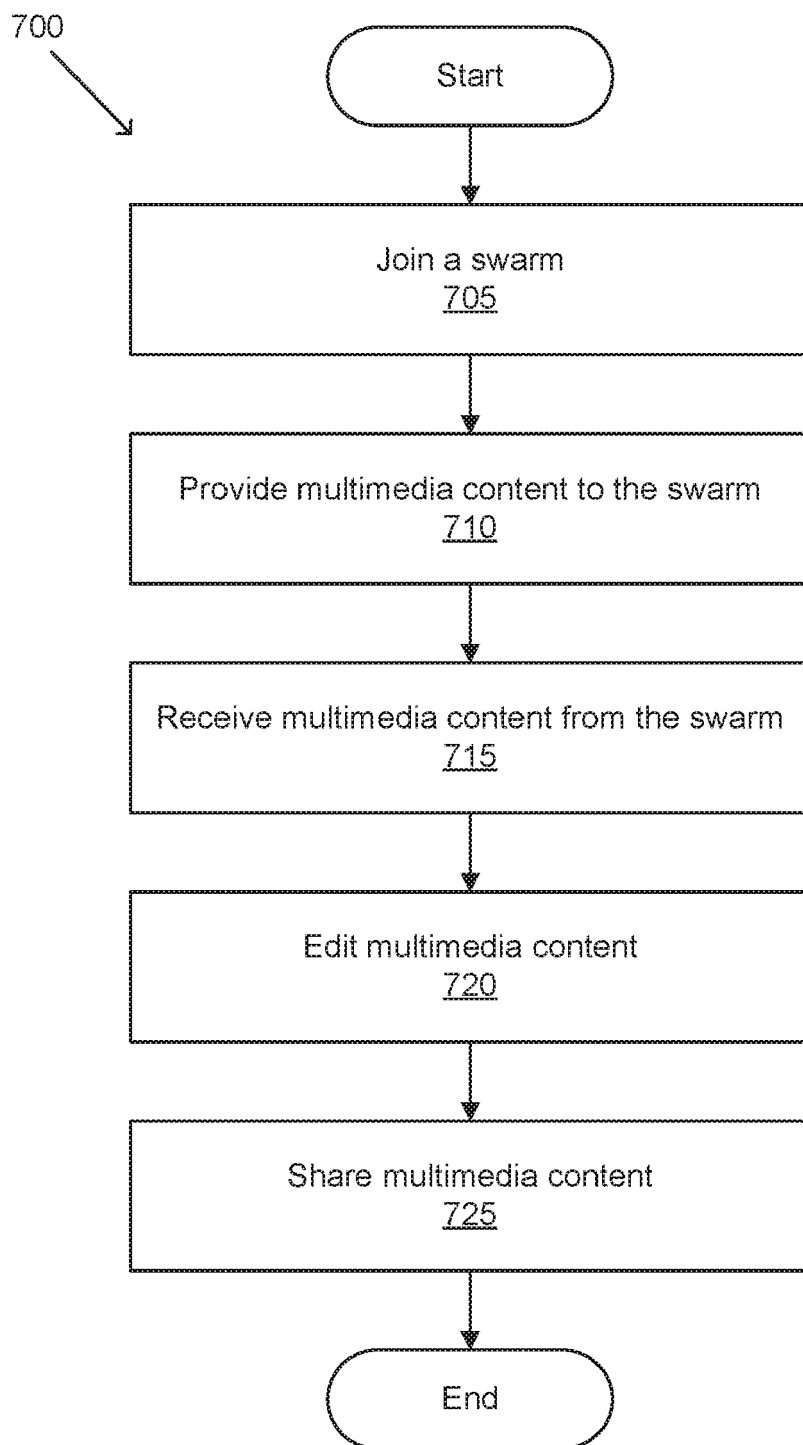 700
Start
Join a swarm
705
Provide multimedia content to the swarm
710
Receive multimedia content from the swarm
715
Edit multimedia content
720
Share multimedia content
725
End